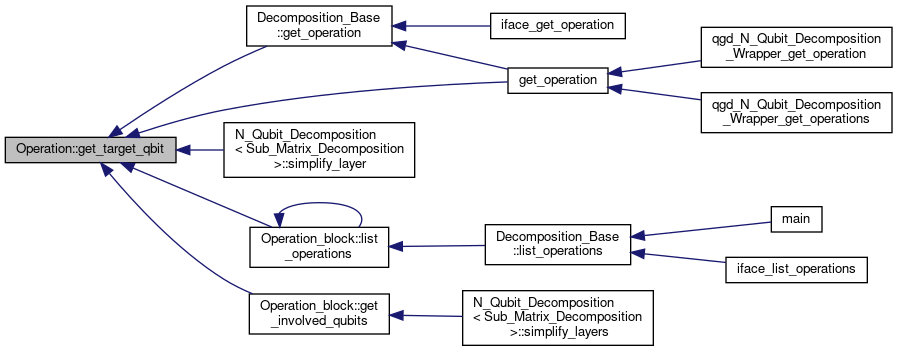 Operation::get_target_qbit
Decomposition_Base
::get_operation
iface_get_operation
get_operation
qgd_N_Qubit_Decomposition
_Wrapper_get_operation
qgd_N_Qubit_Decomposition
_Wrapper_get_operations
N_Qubit_Decomposition
< Sub_Matrix_Decomposition
>::simplify_layer
Operation_block::list
_operations
Decomposition_Base
::list_operations
main
iface_list_operations
Operation_block::get
_involved_qubits
N_Qubit_Decomposition
< Sub_Matrix_Decomposition
>::simplify_layers